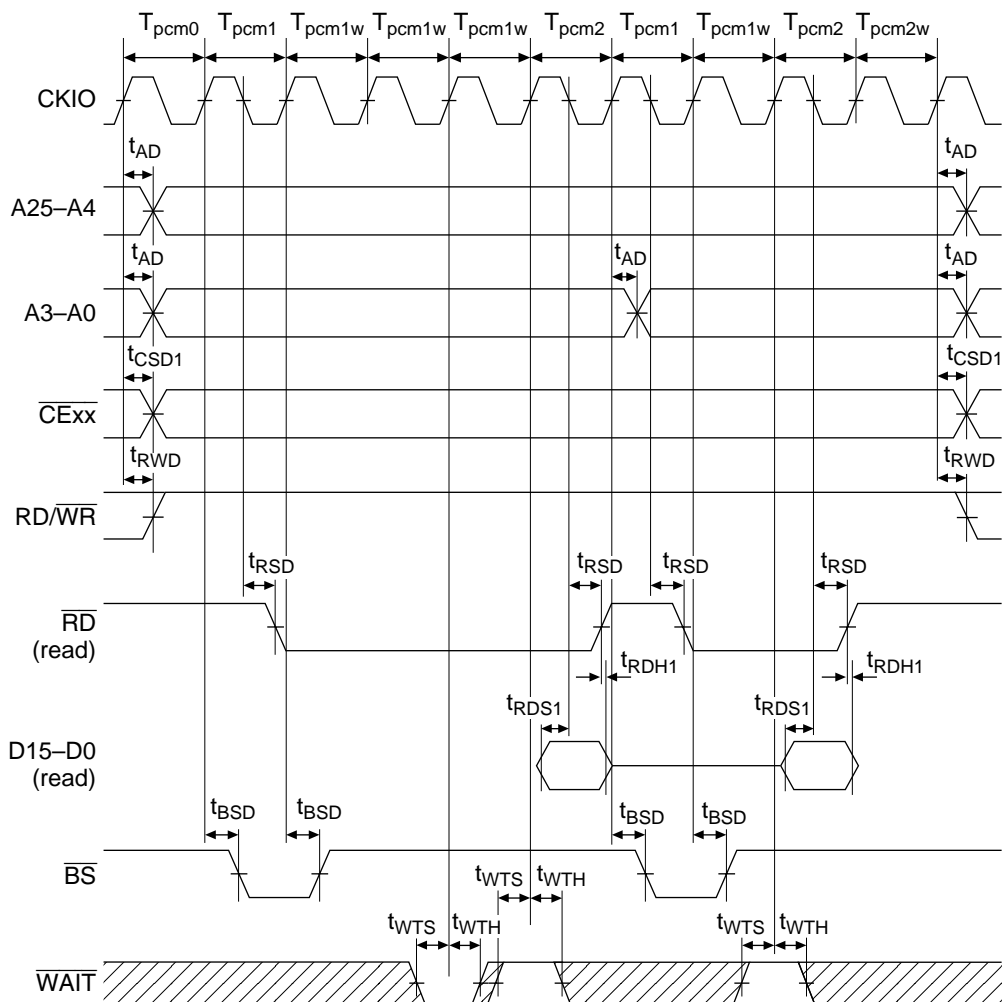 Tpcm0 Tpcm1 Tpcm1w Tpcm1w Tpcm1w Tpcm2 Tpcm1 Tpcm1w Tpcm2 Tpcm2w
CKIO
tAD tAD
A25–A4
tAD tAD tAD
A3–A0
tCSD1 tCSD1
CExx
tRWD tRWD
RD/WR
tRSD tRSD tRSD tRSD
RD
(read)
tRDH1 tRDH1
tRDS1 tRDS1
D15–D0
(read)
tBSD tBSD tBSD tBSD
BS
tWTS tWTH
tWTS tWTH tWTS tWTH
WAIT